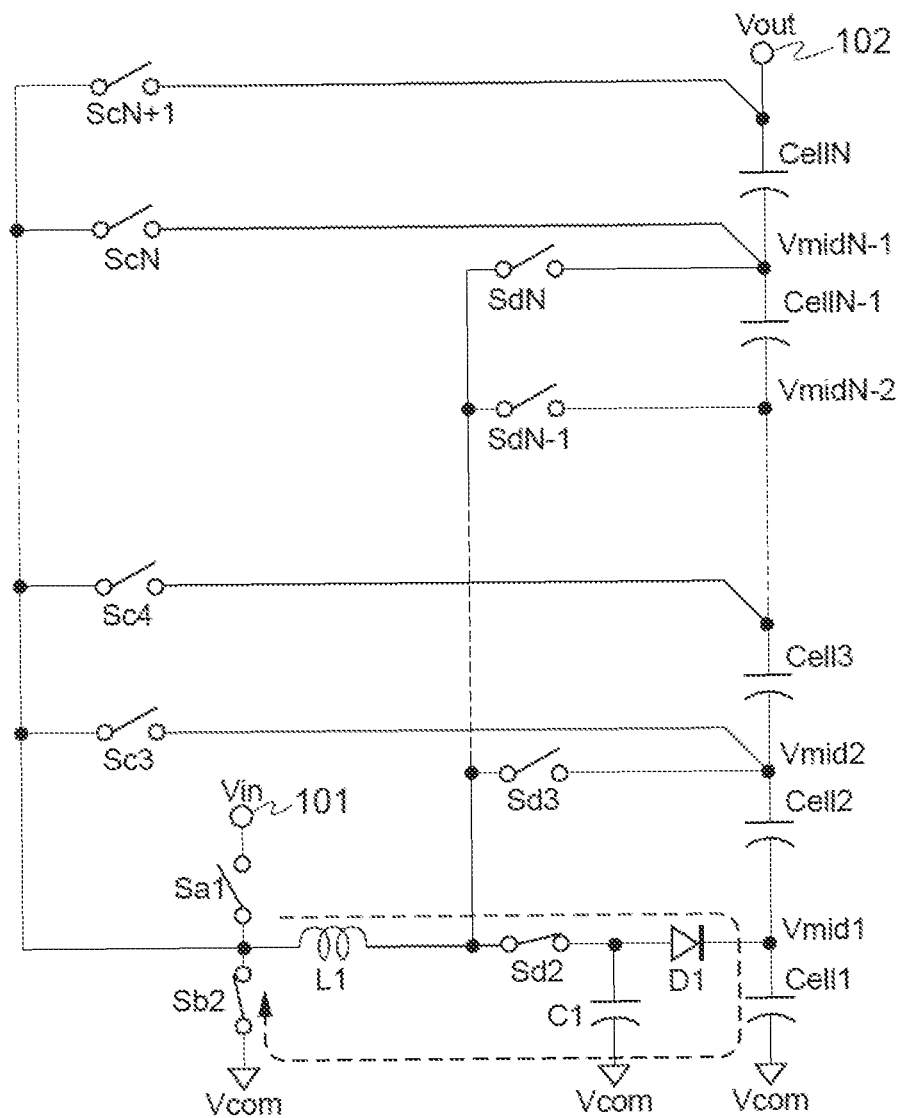 Vout
102
ScN+1
CellN
ScN
VmidN-1
SdN
CellN-1
VmidN-2
SdN-1
Sc4
Cell3
Sc3
Vmid2
Vin
101
Sd3
Cell2
Sa1
Vmid1
L1
Sd2
D1
Cell1
Sb2
C1
Vcom
Vcom
Vcom